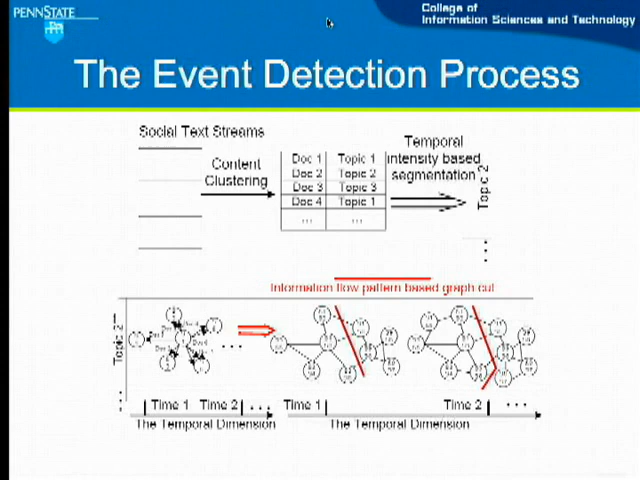 PENNSTATE
College of
Information Sciences and Technology
The Event Detection Process
Social Text Streams
Content
Clustering
Doc 1 Topic 1
Doc 2 Topic 2
Doc 3 Topic 3
Doc 4 Topic 1
... ...
Temporal
intensity based
segmentation
Topic 2
Information flow pattern based graph cut
Topic 2
Time 1 Time 2 ...
The Temporal Dimension
Time 1 Time 2 ...
The Temporal Dimension